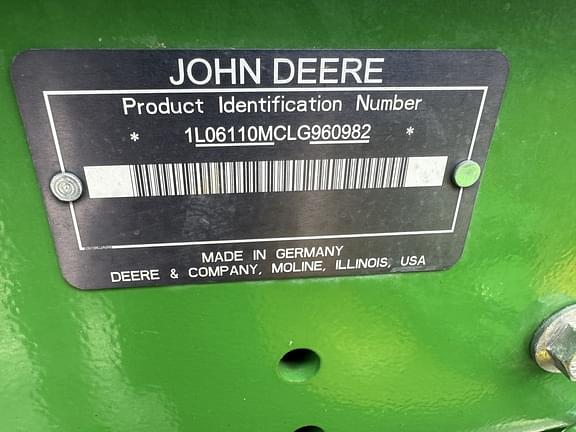 JOHN DEERE
Product Identification Number
* 1L06110MCLG960982 *
MADE IN GERMANY
DEERE & COMPANY, MOLINE, ILLINOIS, USA